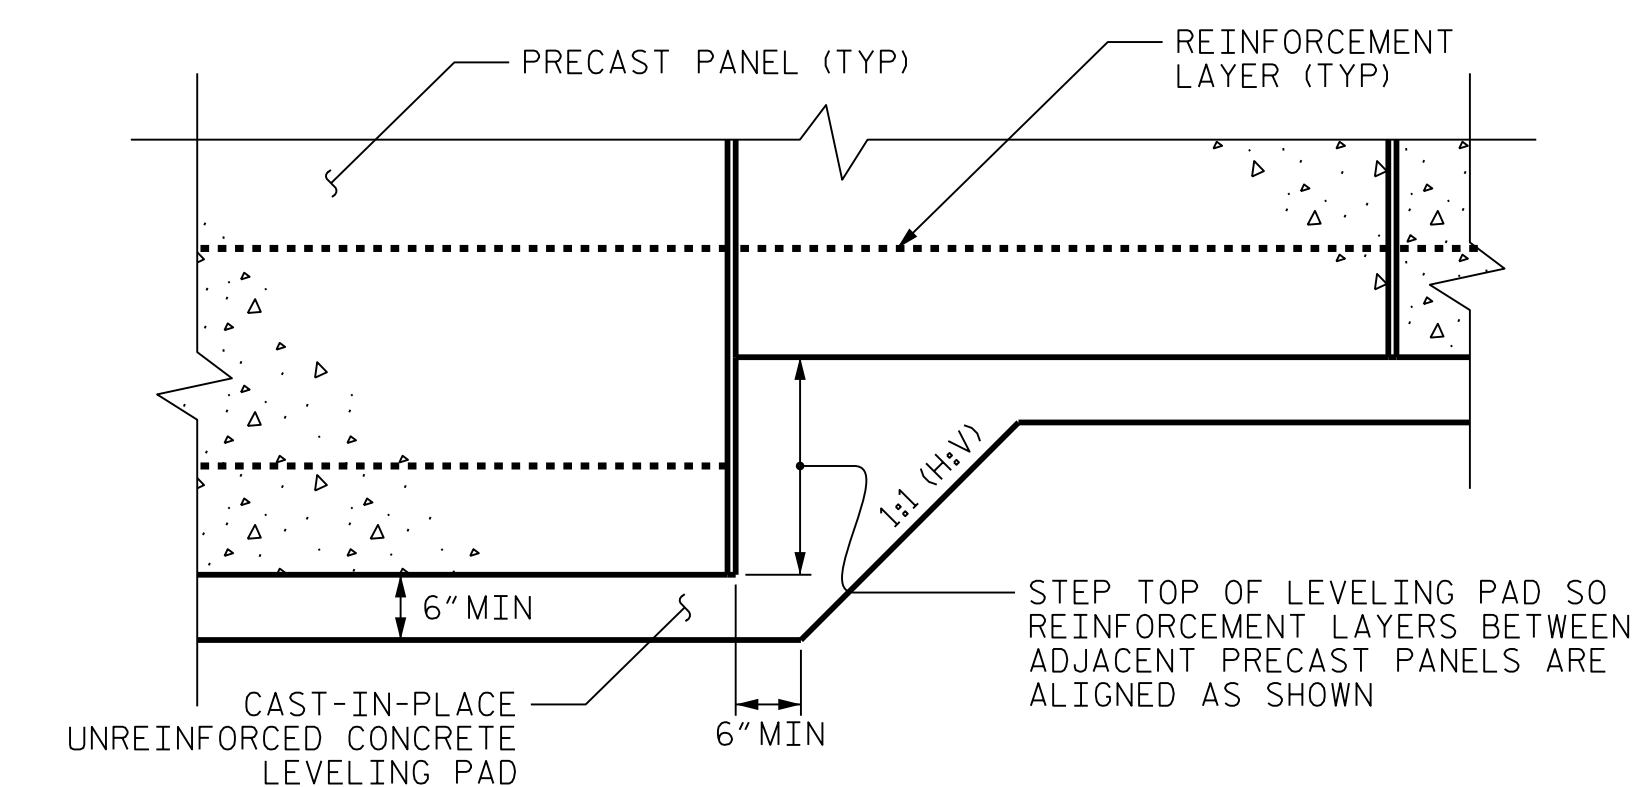 PRECAST PANEL (TYP)
REINFORCEMENT
LAYER (TYP)
1:1 (H:V)
6" MIN
STEP TOP OF LEVELING PAD SO
REINFORCEMENT LAYERS BETWEEN
ADJACENT PRECAST PANELS ARE
ALIGNED AS SHOWN
CAST-IN-PLACE
UNREINFORCED CONCRETE
LEVELING PAD
6" MIN